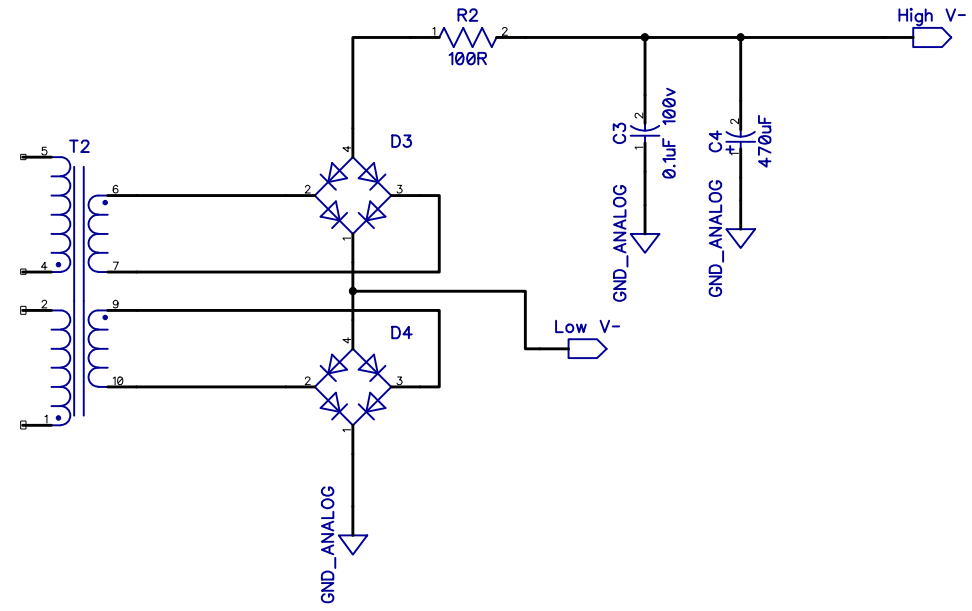 R2
1
2
100R
High V-
C3
2
1
0.1uF 100v
C4
2
1
+
470uF
GND_ANALOG
GND_ANALOG
T2
5
4
6
7
D3
4
2
3
1
2
1
9
10
D4
4
2
3
1
Low V-
GND_ANALOG